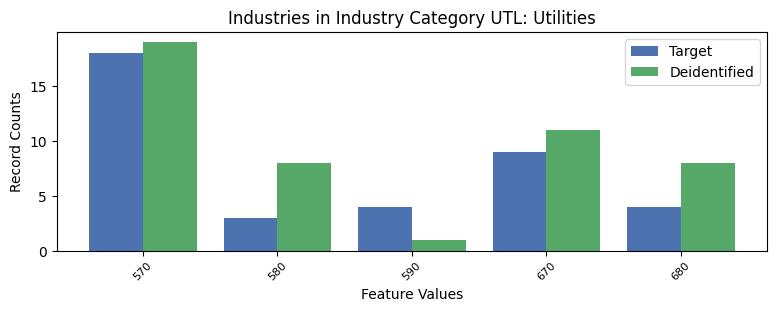 Industries in Industry Category UTL: Utilities
Target
Deidentified
Record Counts
15
10
5
0
570
580
590
670
680
Feature Values